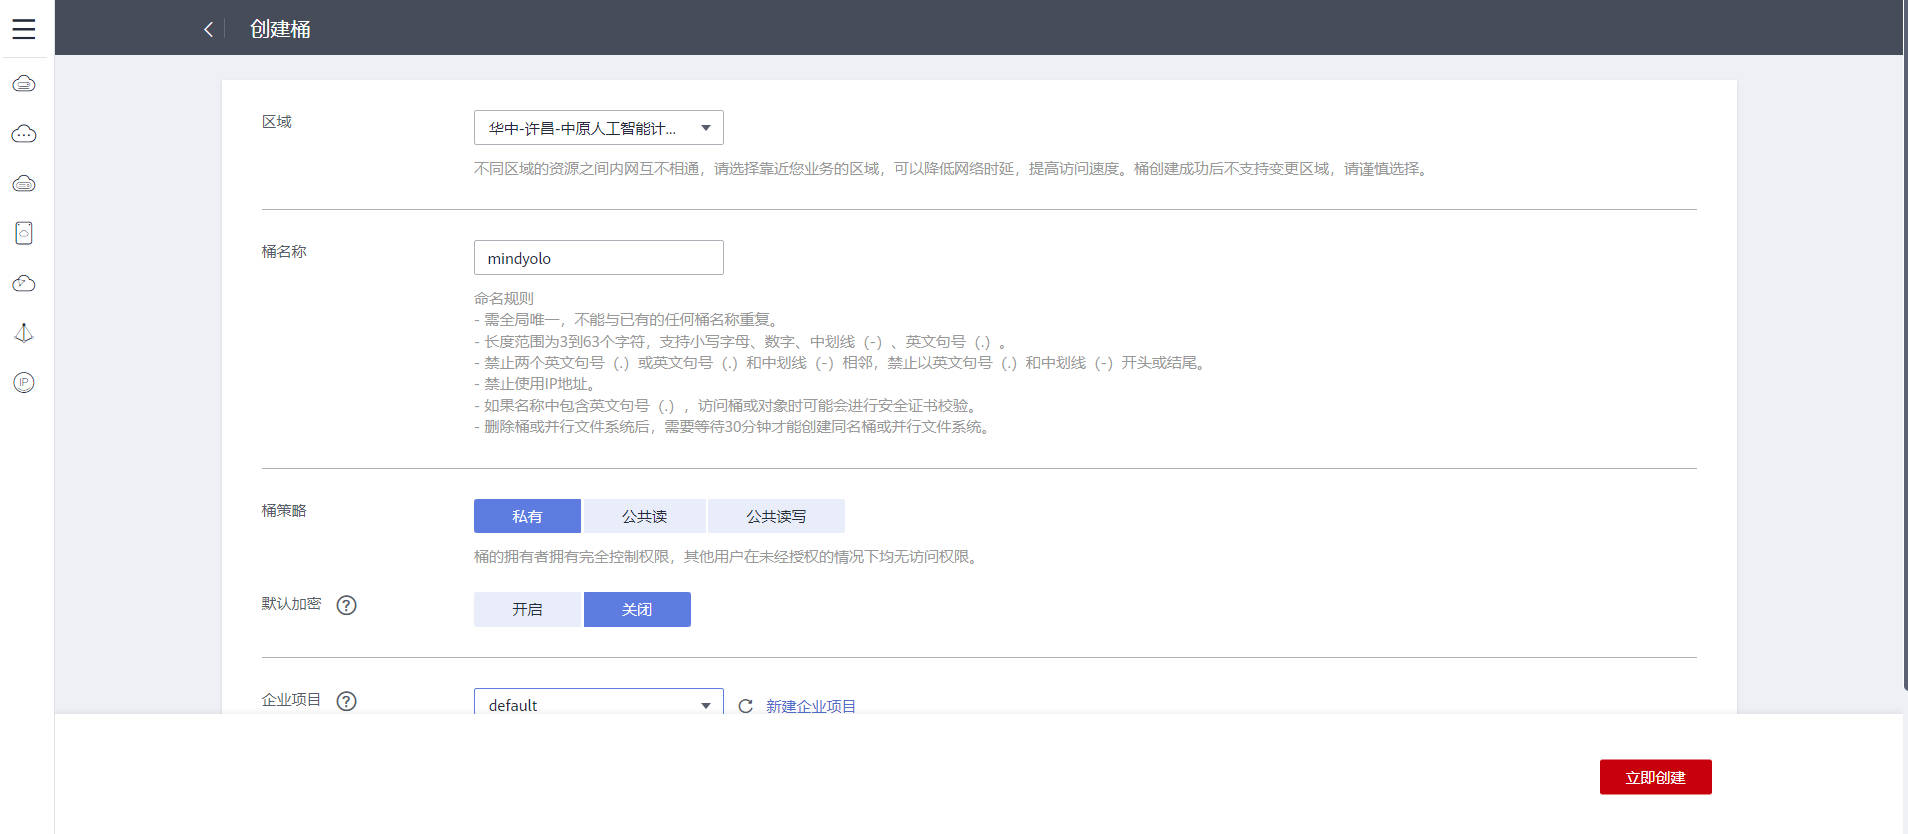 创建桶
区域
华中-许昌-中原人工智能计...
不同区域的资源之间内网互不相通，请选择靠近您业务的区域，可以降低网络时延，提高访问速度。桶创建成功后不支持变更区域，请谨慎选择。
桶名称
mindyolo
命名规则
- 需全局唯一，不能与已有的任何桶名称重复。
- 长度范围为3到63个字符，支持小写字母、数字、中划线（-）、英文句号（.）。
- 禁止两个英文句号（.）或英文句号（.）和中划线（-）相邻，禁止以英文句号（.）和中划线（-）开头或结尾。
- 禁止使用IP地址。
- 如果名称中包含英文句号（.），访问桶或对象时可能会进行安全证书校验。
- 删除桶或并行文件系统后，需要等待30分钟才能创建同名桶或并行文件系统。
桶策略
私有 公共读 公共读写
桶的拥有者拥有完全控制权限，其他用户在未经授权的情况下均无访问权限。
默认加密 ?
开启 关闭
企业项目 ?
default 新建企业项目
IP
立即创建